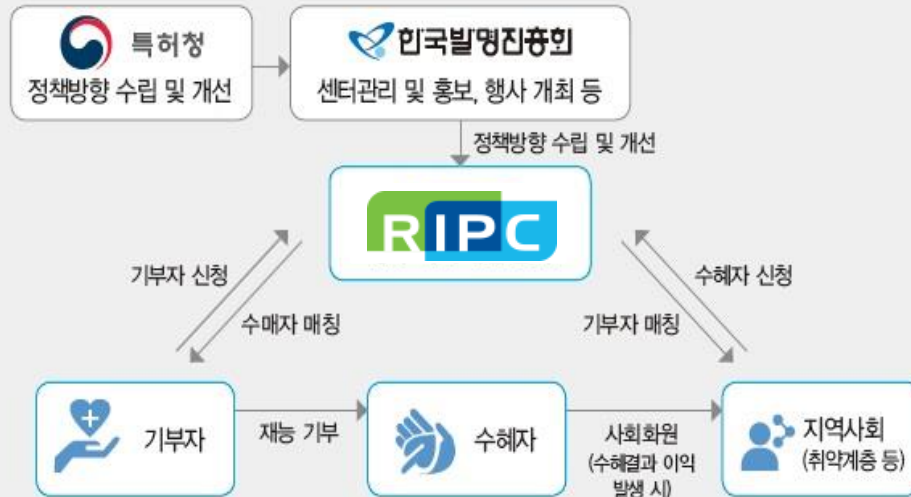 특허청
정책방향 수립 및 개선
한국발명진흥회
센터관리 및 홍보, 행사 개최 등
정책방향 수립 및 개선
RIPC
기부자 신청
수매자 매칭
수혜자 신청
기부자 매칭
기부자
재능 기부
수혜자
사회화원
(수혜결과 이익
발생 시)
지역사회
(취약계층 등)